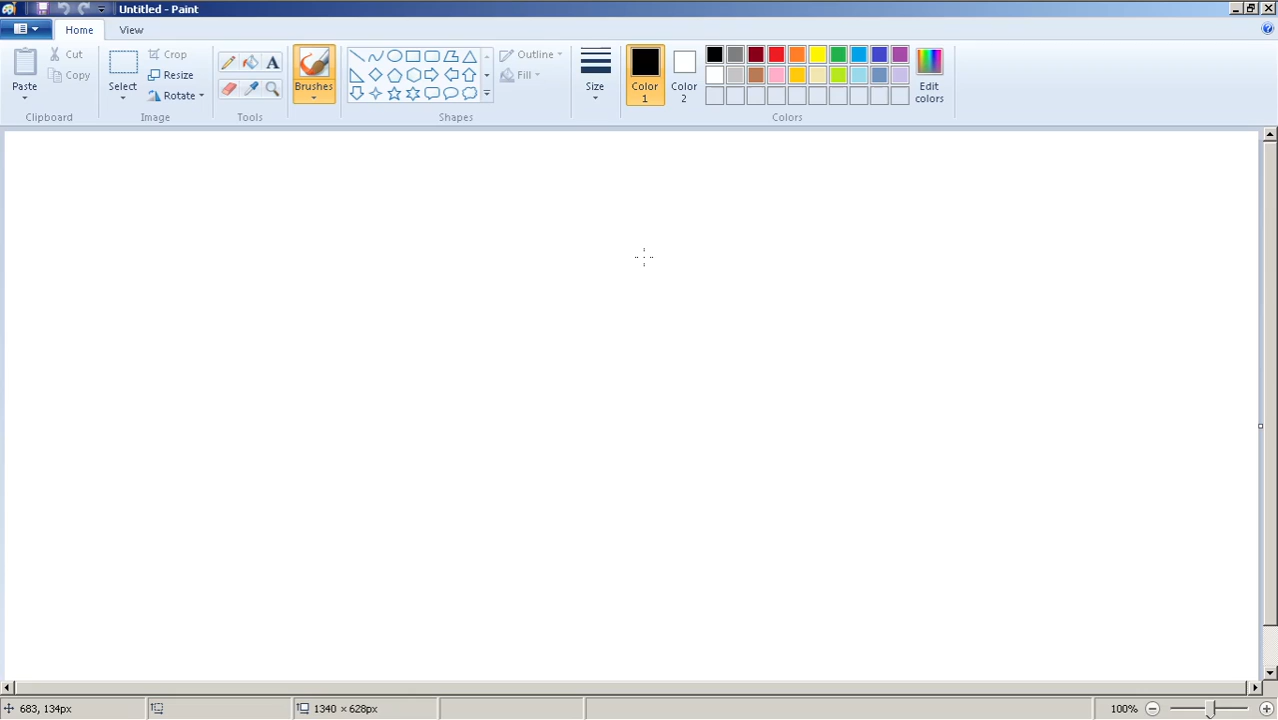 Untitled - Paint
Home View
Paste
Cut
Copy
Clipboard
Select
Crop
Resize
Rotate
Image
A
Tools
Brushes
Outline
Fill
Shapes
Size
Color 1
Color 2
Edit colors
Colors
683, 134px
1340 × 628px
100%